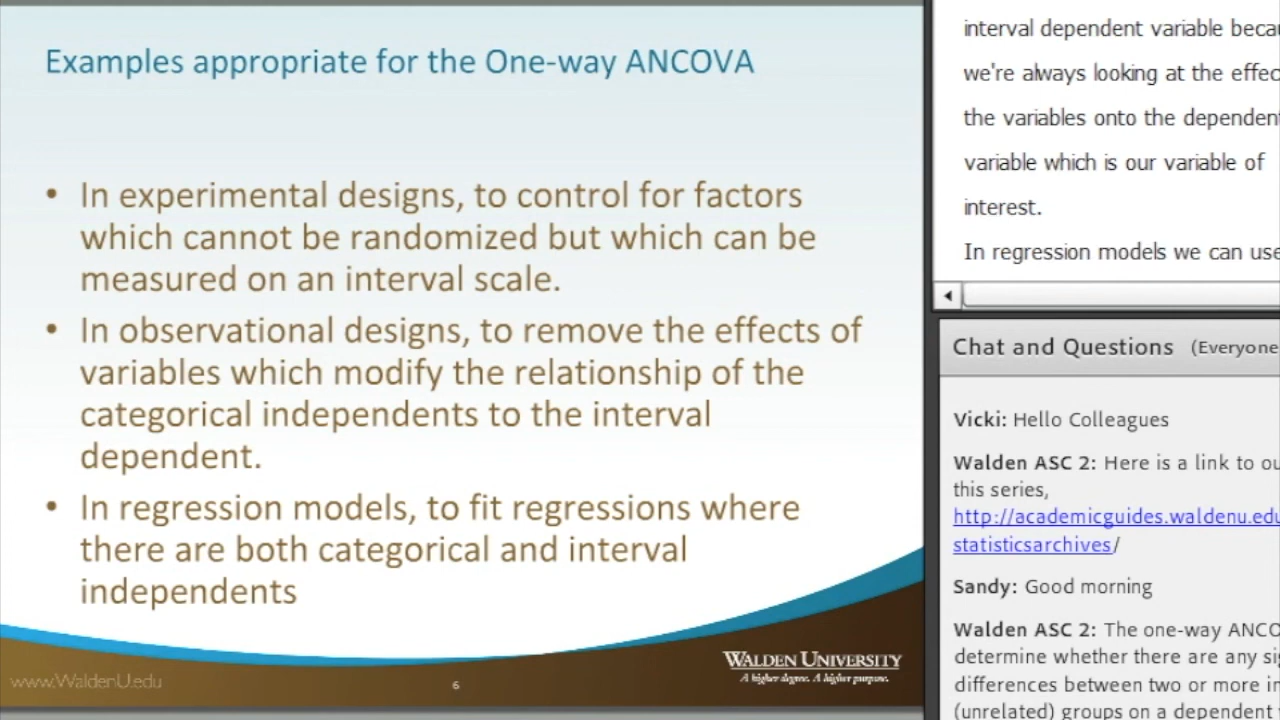 Examples appropriate for the One-way ANCOVA
• In experimental designs, to control for factors
which cannot be randomized but which can be
measured on an interval scale.
• In observational designs, to remove the effects of
variables which modify the relationship of the
categorical independents to the interval
dependent.
• In regression models, to fit regressions where
there are both categorical and interval
independents
www.WaldenU.edu
6
WALDEN UNIVERSITY
A higher degree. A higher purpose.
interval dependent variable becau
we're always looking at the effec
the variables onto the dependent
variable which is our variable of
interest.
In regression models we can use
Chat and Questions (Everyone
Vicki: Hello Colleagues
Walden ASC 2: Here is a link to ou
this series,
http://academicguides.waldenu.edu
statisticsarchives/
Sandy: Good morning
Walden ASC 2: The one-way ANCO
determine whether there are any si
differences between two or more in
(unrelated) groups on a dependent